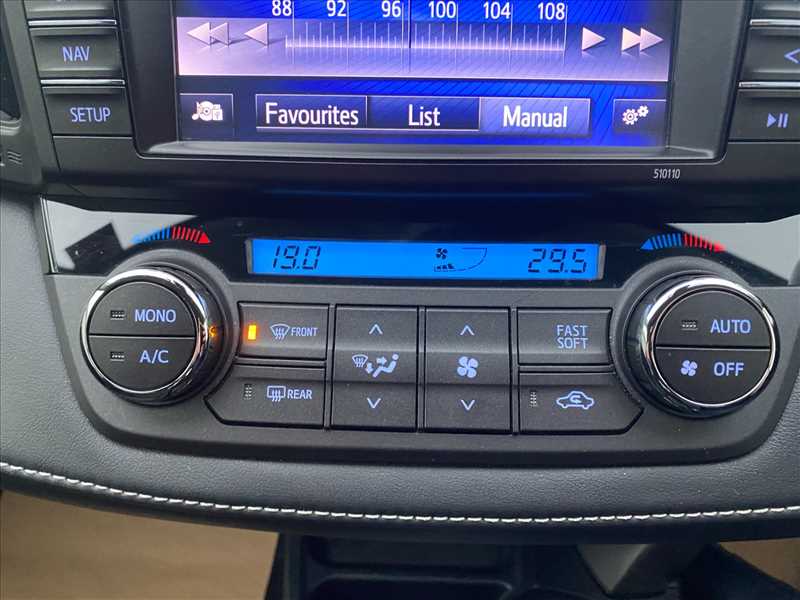 88 92 96 100 104 108
NAV
SETUP
Favourites List Manual
510110
19.0 29.5
MONO
A/C
FRONT
REAR
FAST
SOFT
AUTO
OFF